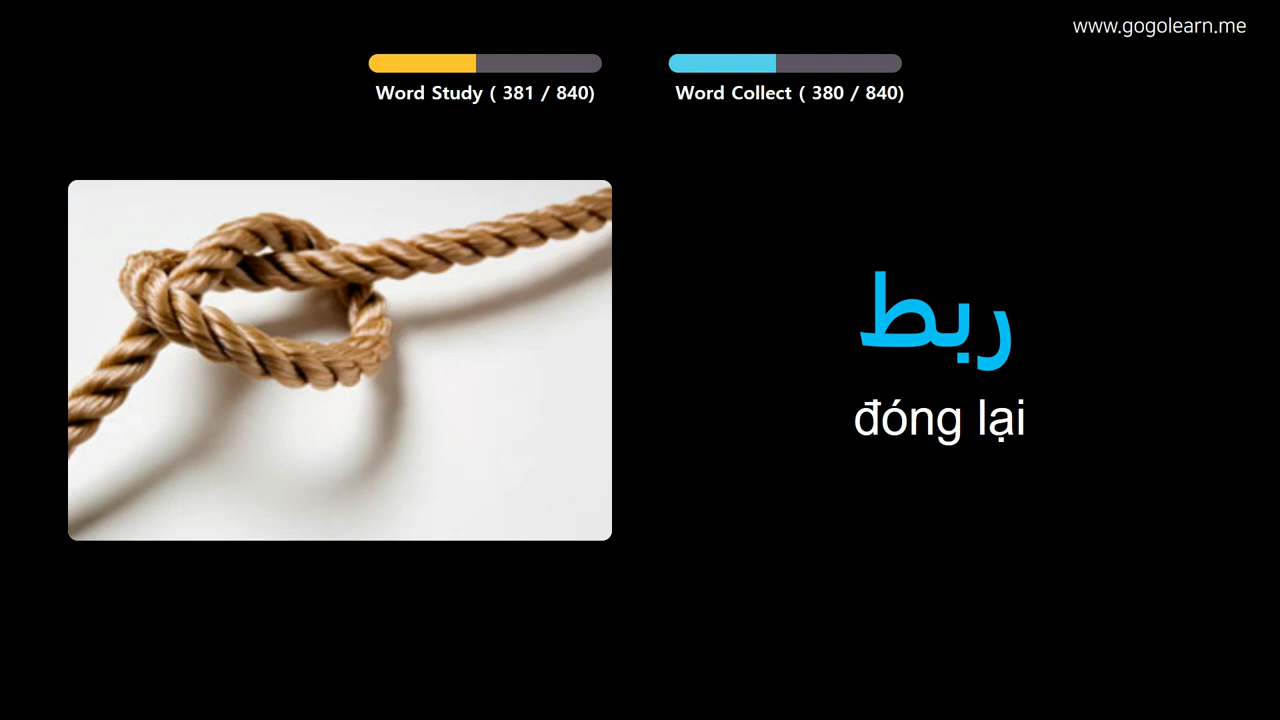 www.gogolearn.me
Word Study ( 381 / 840)
Word Collect ( 380 / 840)
ربط
đóng lại